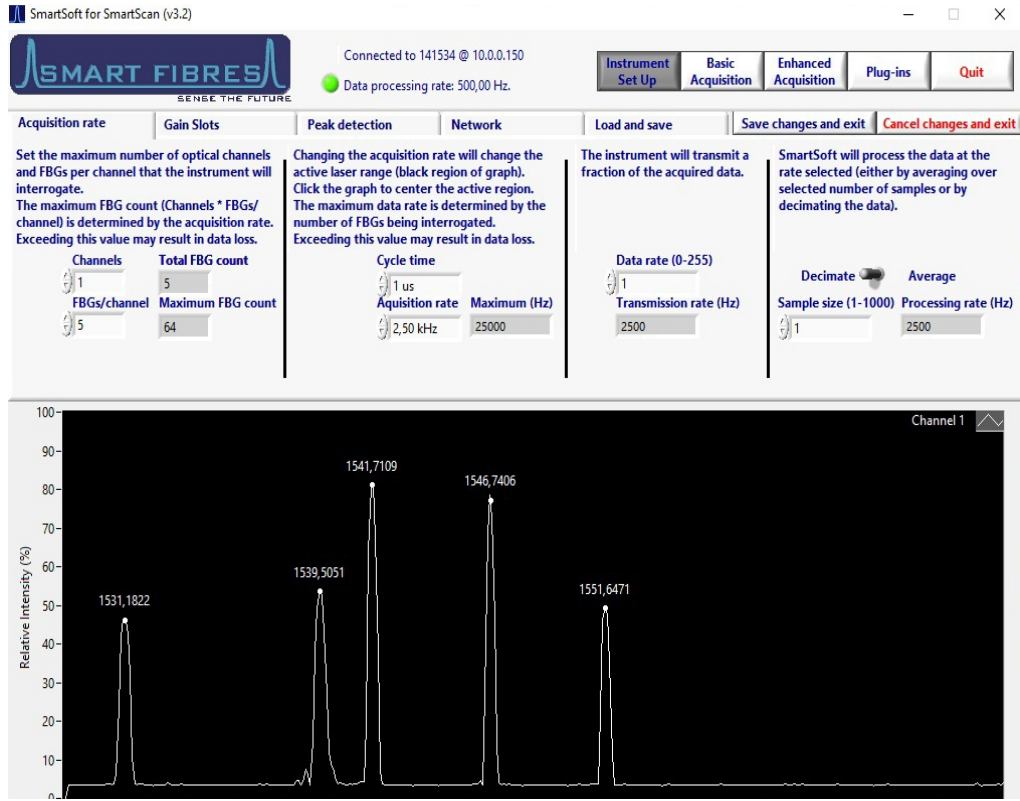 SmartSoft for SmartScan (v3.2)
SMART FIBRES
SENSE THE FUTURE
Connected to 141534 @ 10.0.0.150
Data processing rate: 500,00 Hz.
Instrument
Set Up
Basic
Acquisition
Enhanced
Acquisition
Plug-ins
Quit
Acquisition rate
Gain Slots
Peak detection
Network
Load and save
Save changes and exit
Cancel changes and exit
Set the maximum number of optical channels
and FBGs per channel that the instrument will
interrogate.
The maximum FBG count (Channels * FBGs/
channel) is determined by the acquisition rate.
Exceeding this value may result in data loss.
Channels
Total FBG count
1
5
FBGs/channel
Maximum FBG count
5
64
Changing the acquisition rate will change the
active laser range (black region of graph).
Click the graph to center the active region.
The maximum data rate is determined by the
number of FBGs being interrogated.
Exceeding this value may result in data loss.
Cycle time
1 us
Aquisition rate
Maximum (Hz)
2,50 kHz
25000
The instrument will transmit a
fraction of the acquired data.
Data rate (0-255)
1
Transmission rate (Hz)
2500
SmartSoft will process the data at the
rate selected (either by averaging over
selected number of samples or by
decimating the data).
Decimate
Average
Sample size (1-1000)
Processing rate (Hz)
1
2500
Channel 1
Relative Intensity (%)
100
90
80
70
60
50
40
30
20
10
0
1531,1822
1539,5051
1541,7109
1546,7406
1551,6471